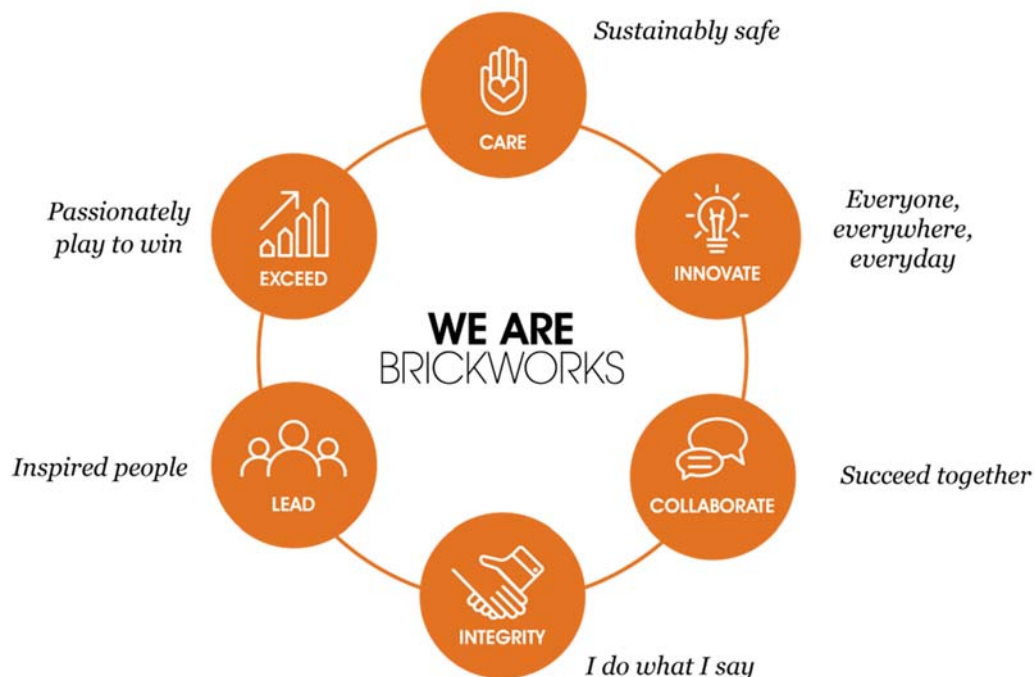 Sustainably safe
CARE
Everyone,
everywhere,
everyday
INNOVATE
Succeed together
COLLABORATE
I do what I say
INTEGRITY
Inspired people
LEAD
Passionately
play to win
EXCEED
WE ARE
BRICKWORKS